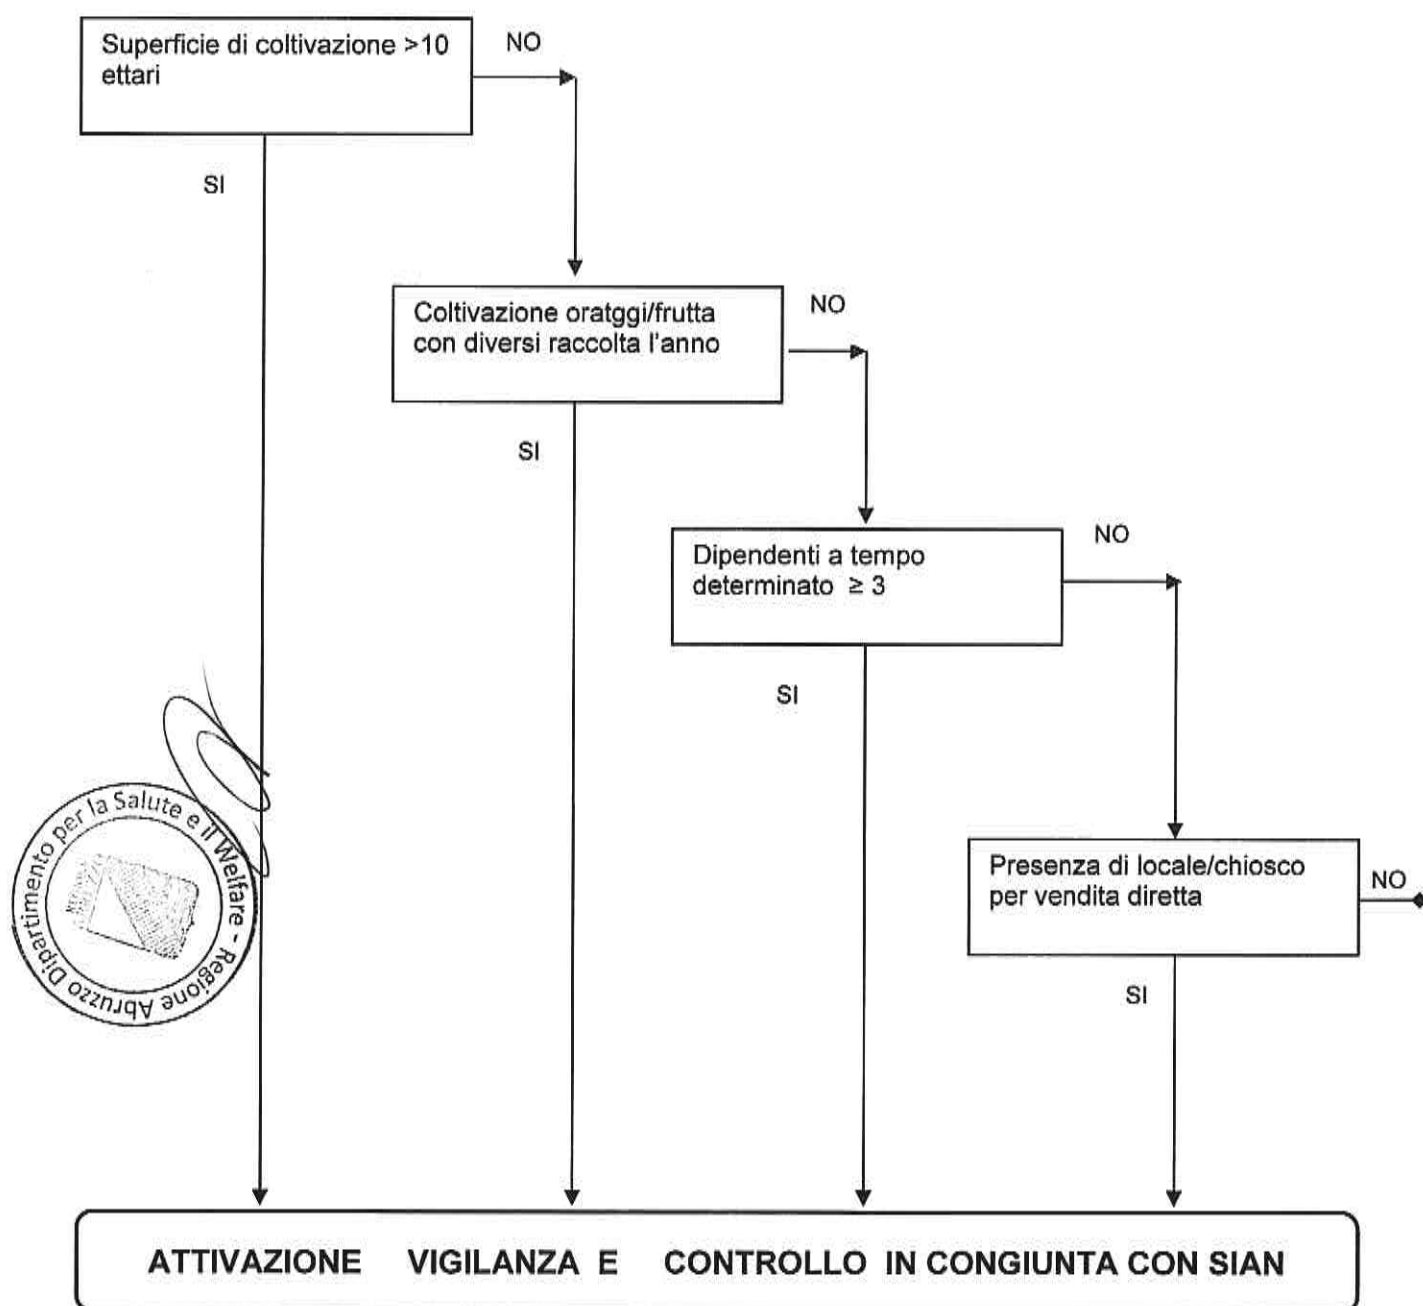 Superficie di coltivazione >10
ettari
NO
SI
Coltivazione oratggi/frutta
con diversi raccolta l'anno
NO
SI
Dipendenti a tempo
determinato ≥ 3
NO
SI
Presenza di locale/chiosco
per vendita diretta
NO
SI
Dipartimento per la Salute e il Welfare - Regione Abruzzo
ATTIVAZIONE VIGILANZA E CONTROLLO IN CONGIUNTA CON SIAN